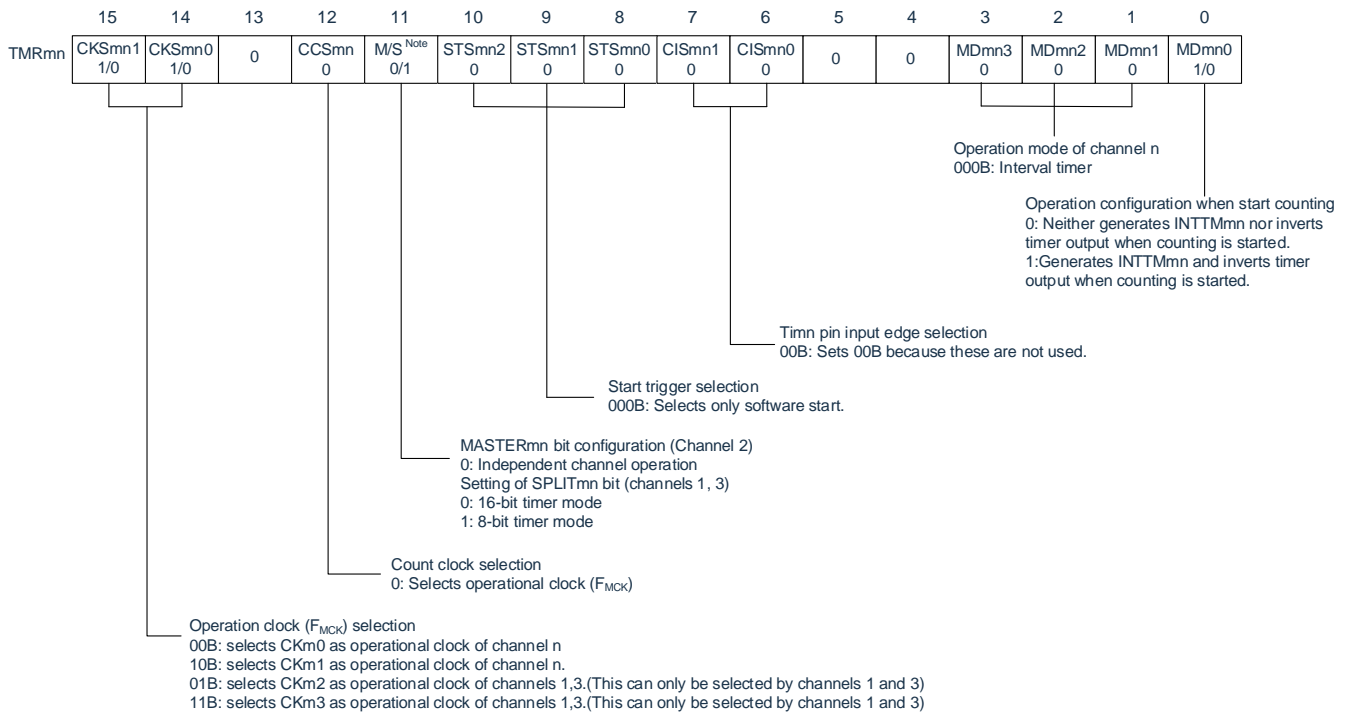 15 14 13 12 11 10 9 8 7 6 5 4 3 2 1 0
TMRmn CKSmn1 CKSmn0 0 CCSmn M/S Note STSmn2 STSmn1 STSmn0 CISmn1 CISmn0 0 0 MDmn3 MDmn2 MDmn1 MDmn0
1/0 1/0 0 0/1 0 0 0 0 0 0 0 0 1/0
Operation mode of channel n
000B: Interval timer
Operation configuration when start counting
0: Neither generates INTTMmn nor inverts
timer output when counting is started.
1:Generates INTTMmn and inverts timer
output when counting is started.
Timn pin input edge selection
00B: Sets 00B because these are not used.
Start trigger selection
000B: Selects only software start.
MASTERmn bit configuration (Channel 2)
0: Independent channel operation
Setting of SPLITmn bit (channels 1, 3)
0: 16-bit timer mode
1: 8-bit timer mode
Count clock selection
0: Selects operational clock (FMCK)
Operation clock (FMCK) selection
00B: selects CKm0 as operational clock of channel n
10B: selects CKm1 as operational clock of channel n.
01B: selects CKm2 as operational clock of channels 1,3.(This can only be selected by channels 1 and 3)
11B: selects CKm3 as operational clock of channels 1,3.(This can only be selected by channels 1 and 3)